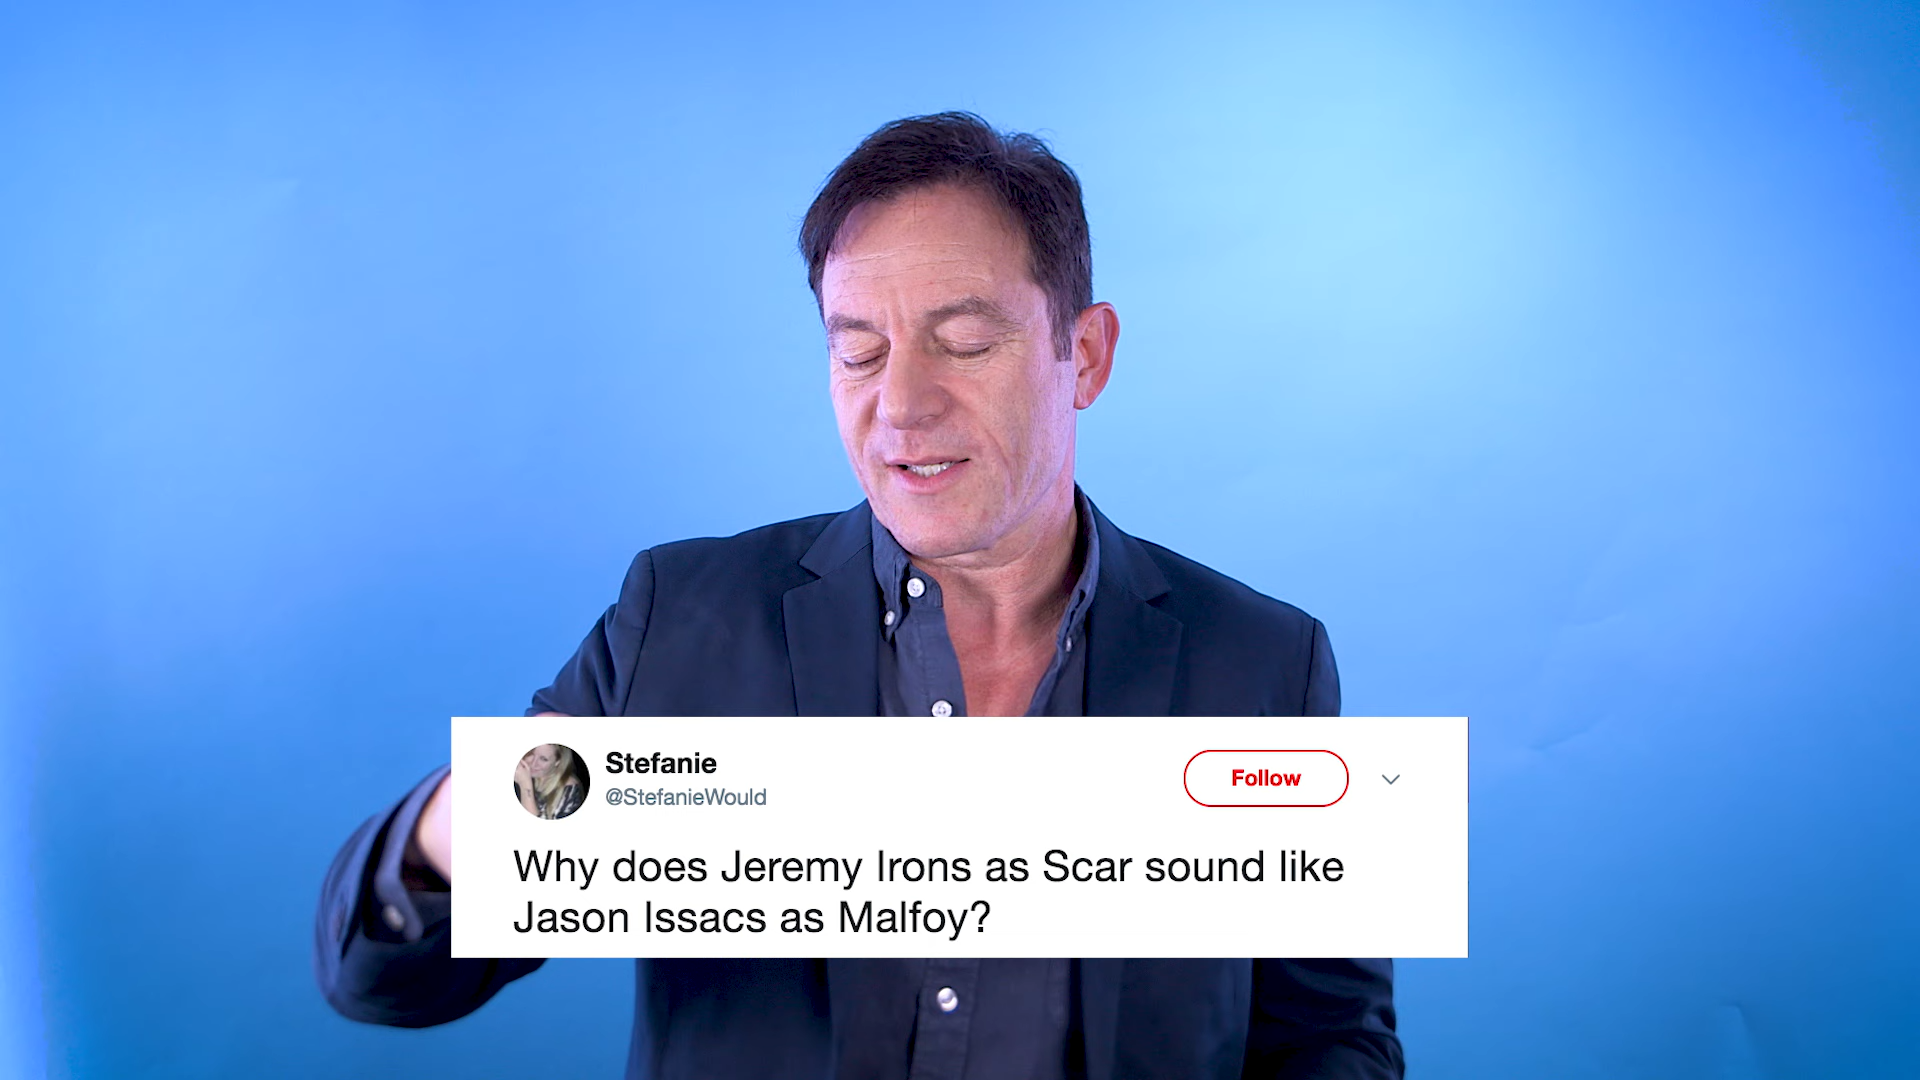 Stefanie
@StefanieWould
Follow
Why does Jeremy Irons as Scar sound like
Jason Issacs as Malfoy?